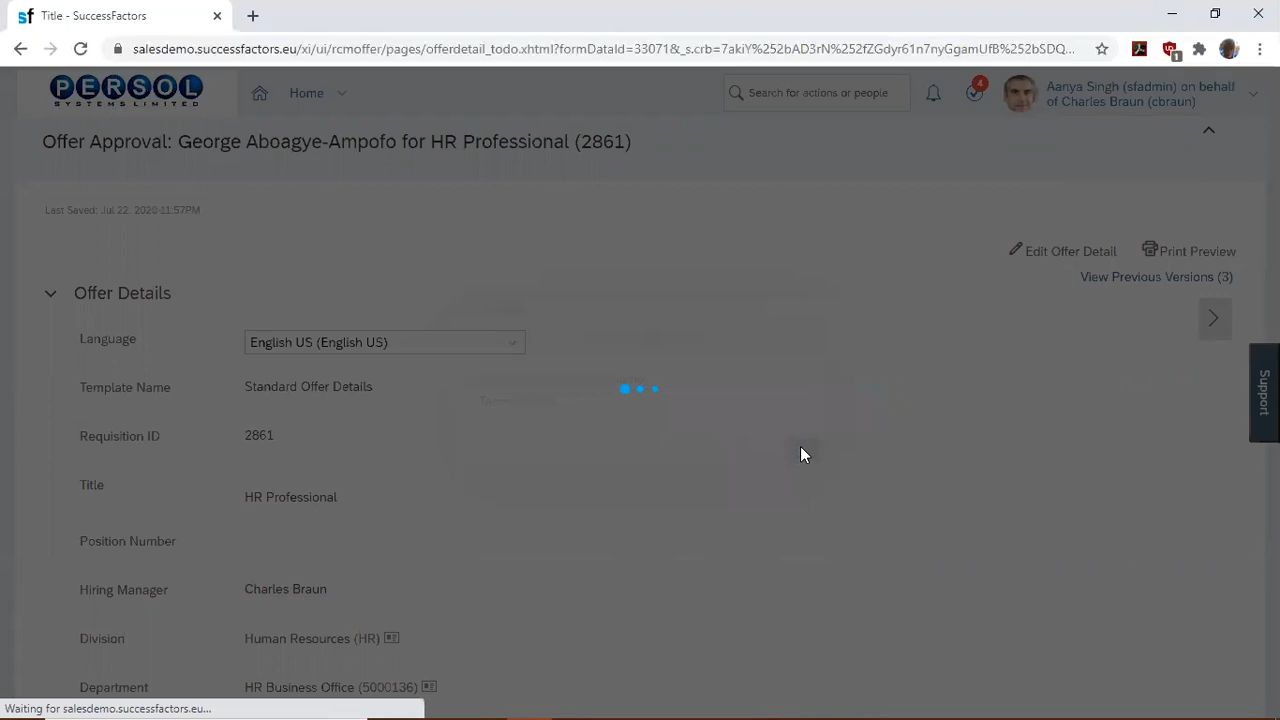 sf Title - SuccessFactors
salesdemo.successfactors.eu/xi/ui/rcmoffer/pages/offerdetail_todo.xhtml?formDataId=33071&_s.crb=7akiY%252bAD3rN%252fZGdyr61n7nyGgamUfB%252bSDQ...
1
PERSOL
SYSTEMS LIMITED
Home
Search for actions or people
4
Aanya Singh (sfadmin) on behalf
of Charles Braun (cbraun)
Offer Approval: George Aboagye-Ampofo for HR Professional (2861)
Last Saved: Jul 22, 2020 11:57PM
Edit Offer Detail
Print Preview
View Previous Versions (3)
Offer Details
Language
English US (English US)
Template Name
Standard Offer Details
Requisition ID
2861
Title
HR Professional
Position Number
Hiring Manager
Charles Braun
Division
Human Resources (HR)
Department
HR Business Office (5000136)
Support
Waiting for salesdemo.successfactors.eu...